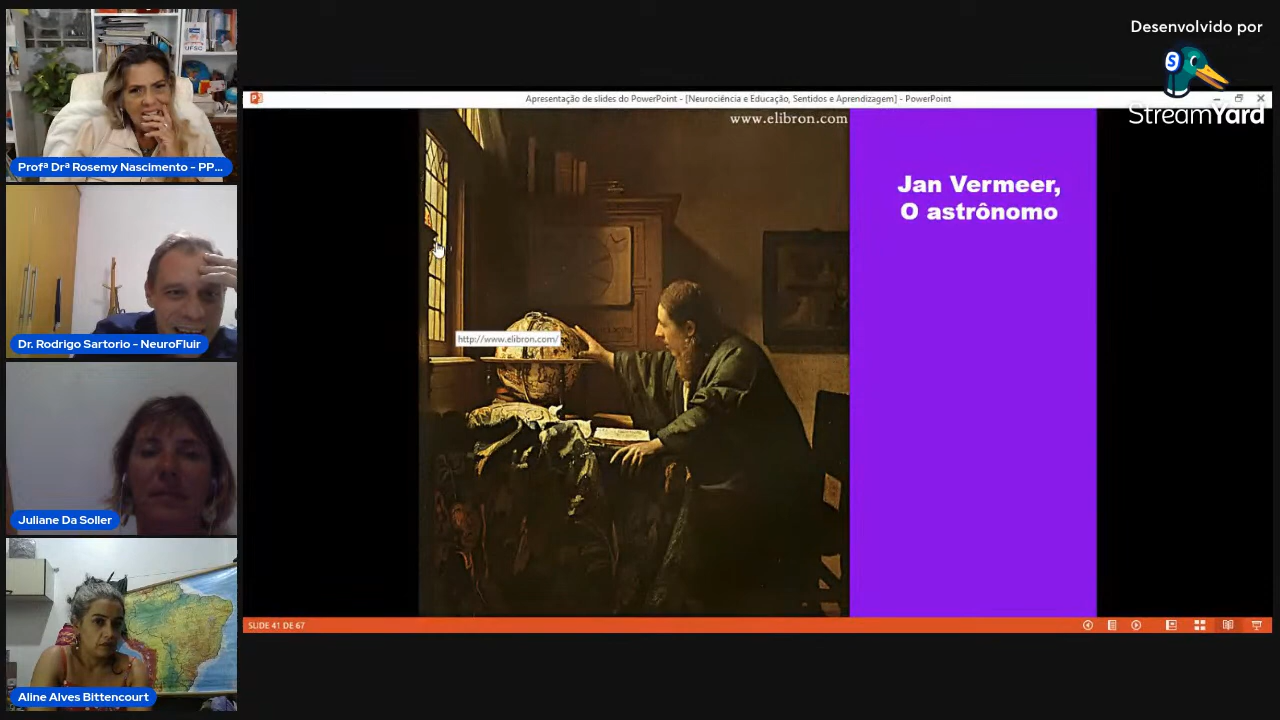 Desenvolvido por
StreamYard
UFSC
Profª Drª Rosemy Nascimento - PP...
Dr. Rodrigo Sartorio - NeuroFluir
Juliane Da Soller
Aline Alves Bittencourt
Apresentação de slides do PowerPoint - [Neurociência e Educação, Sentidos e Aprendizagem] - PowerPoint
www.elibron.com
Jan Vermeer,
O astrônomo
http://www.elibron.com/
SLIDE 41 DE 67